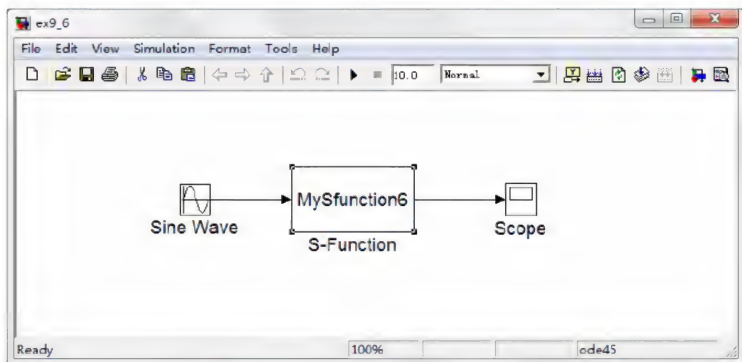 ex9_6
File Edit View Simulation Format Tools Help
10.0 Normal
MySfunction6
Sine Wave
S-Function
Scope
Ready 100% ode45